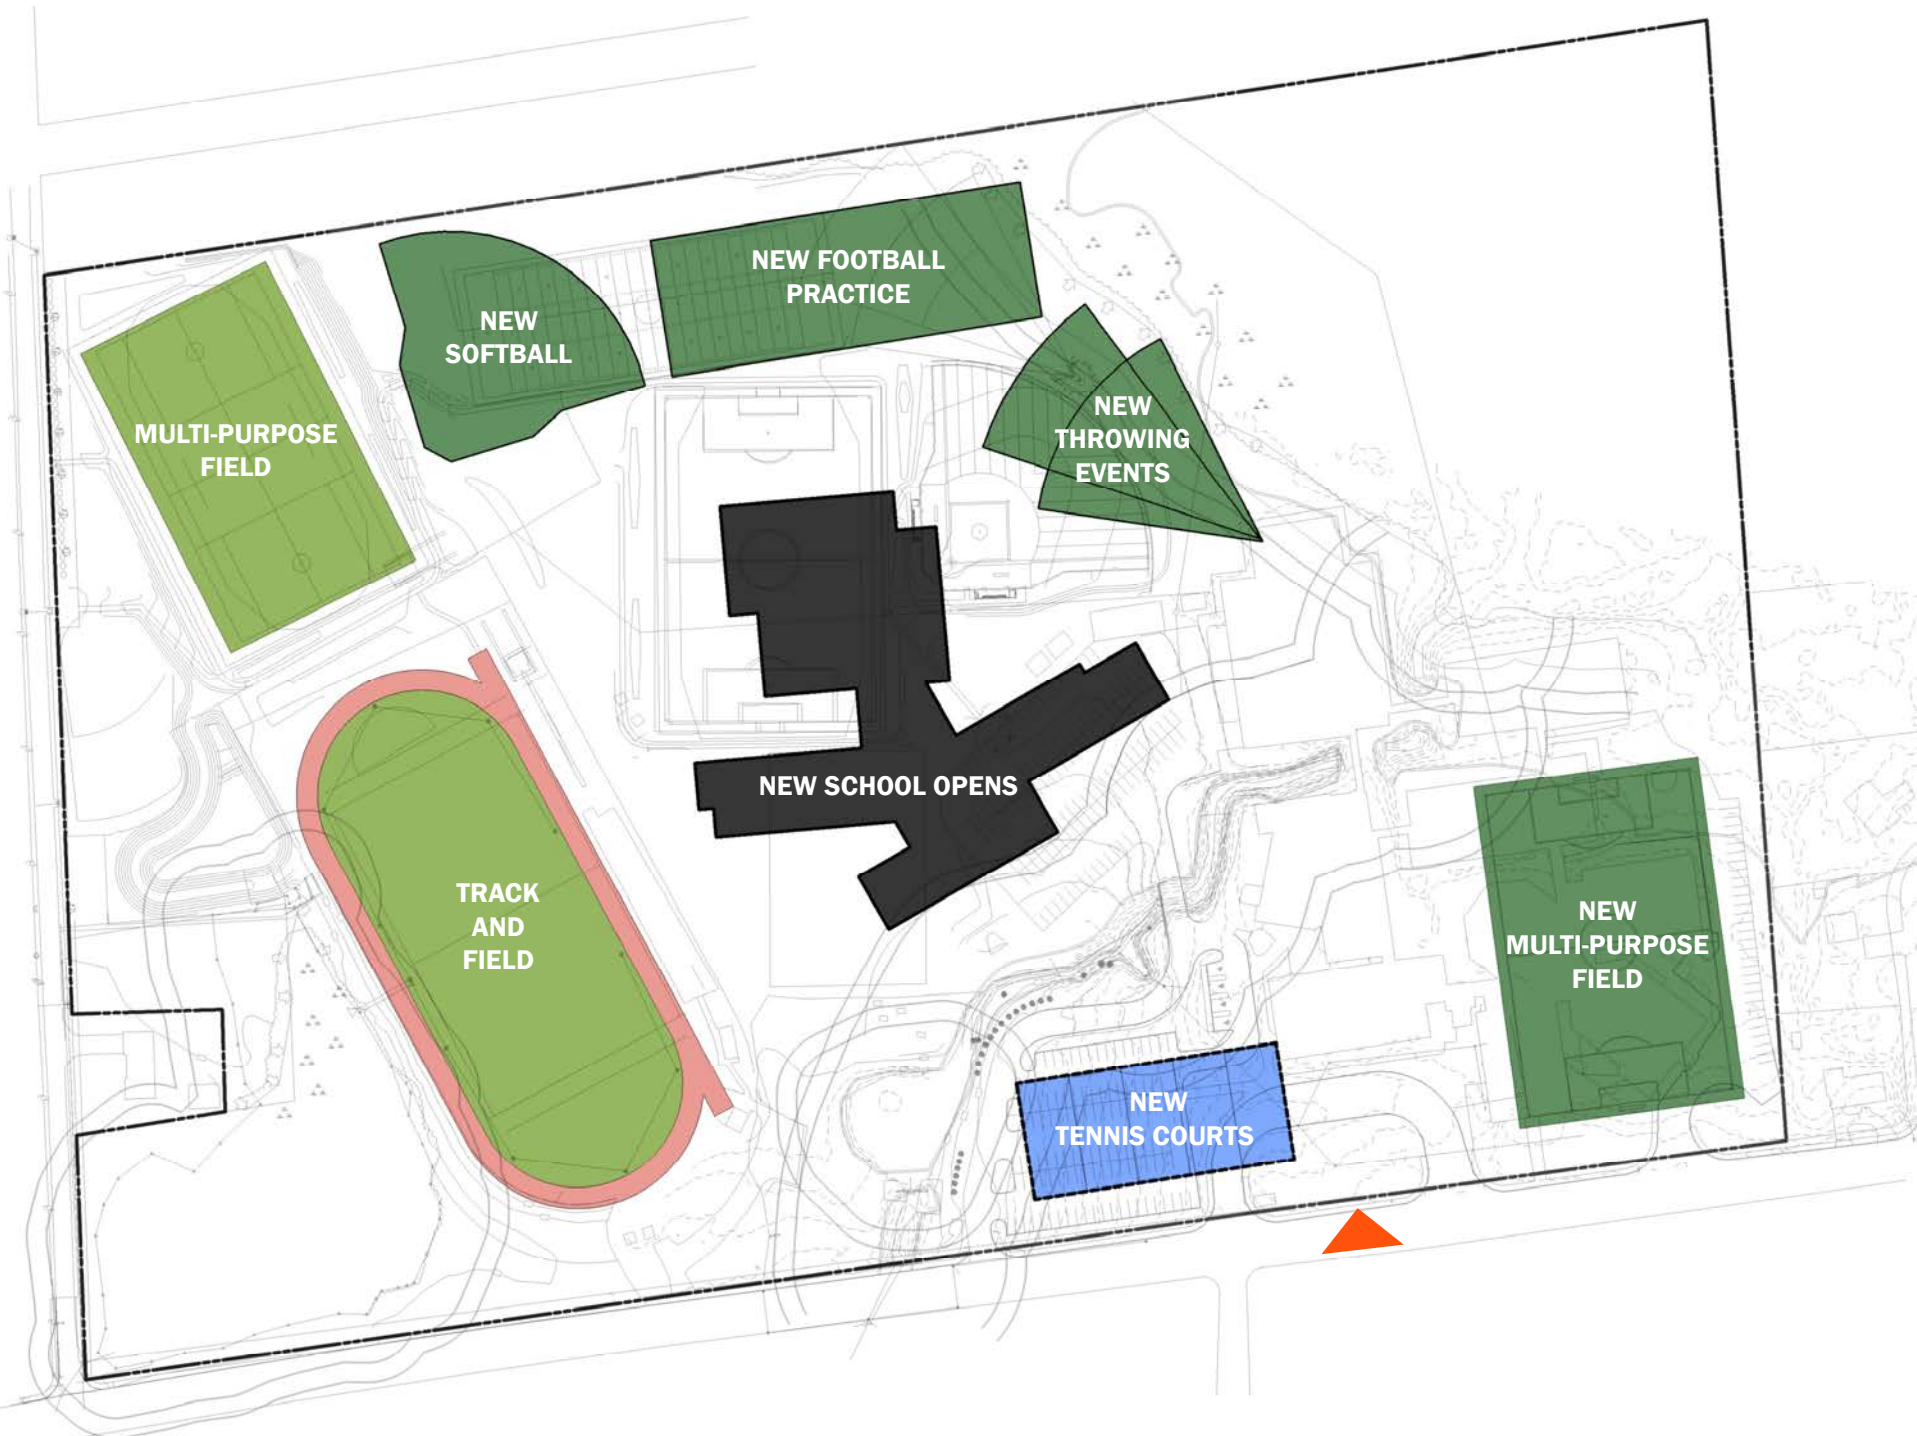 NEW FOOTBALL
PRACTICE
NEW
SOFTBALL
MULTI-PURPOSE
FIELD
NEW
THROWING
EVENTS
NEW SCHOOL OPENS
TRACK
AND
FIELD
NEW
MULTI-PURPOSE
FIELD
NEW
TENNIS COURTS